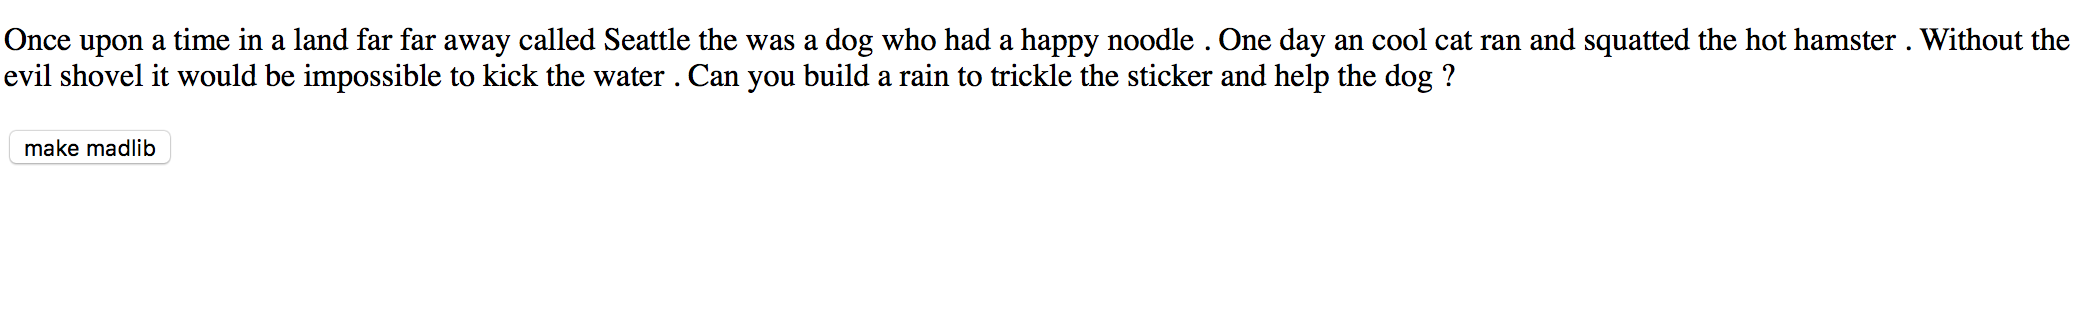 Once upon a time in a land far far away called Seattle the was a dog who had a happy noodle . One day an cool cat ran and squatted the hot hamster . Without the
evil shovel it would be impossible to kick the water . Can you build a rain to trickle the sticker and help the dog ?
make madlib